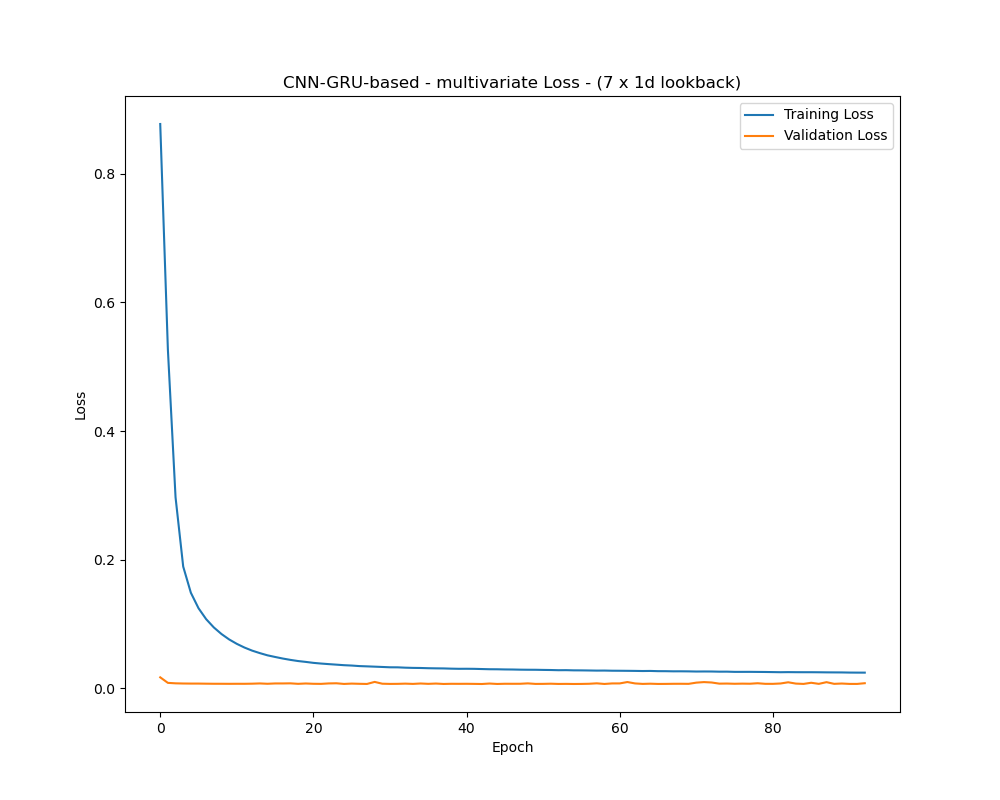 CNN-GRU-based - multivariate Loss - (7 x 1d lookback)
Training Loss
Validation Loss
0.8
0.6
0.4
0.2
0.0
Loss
0 20 40 60 80
Epoch